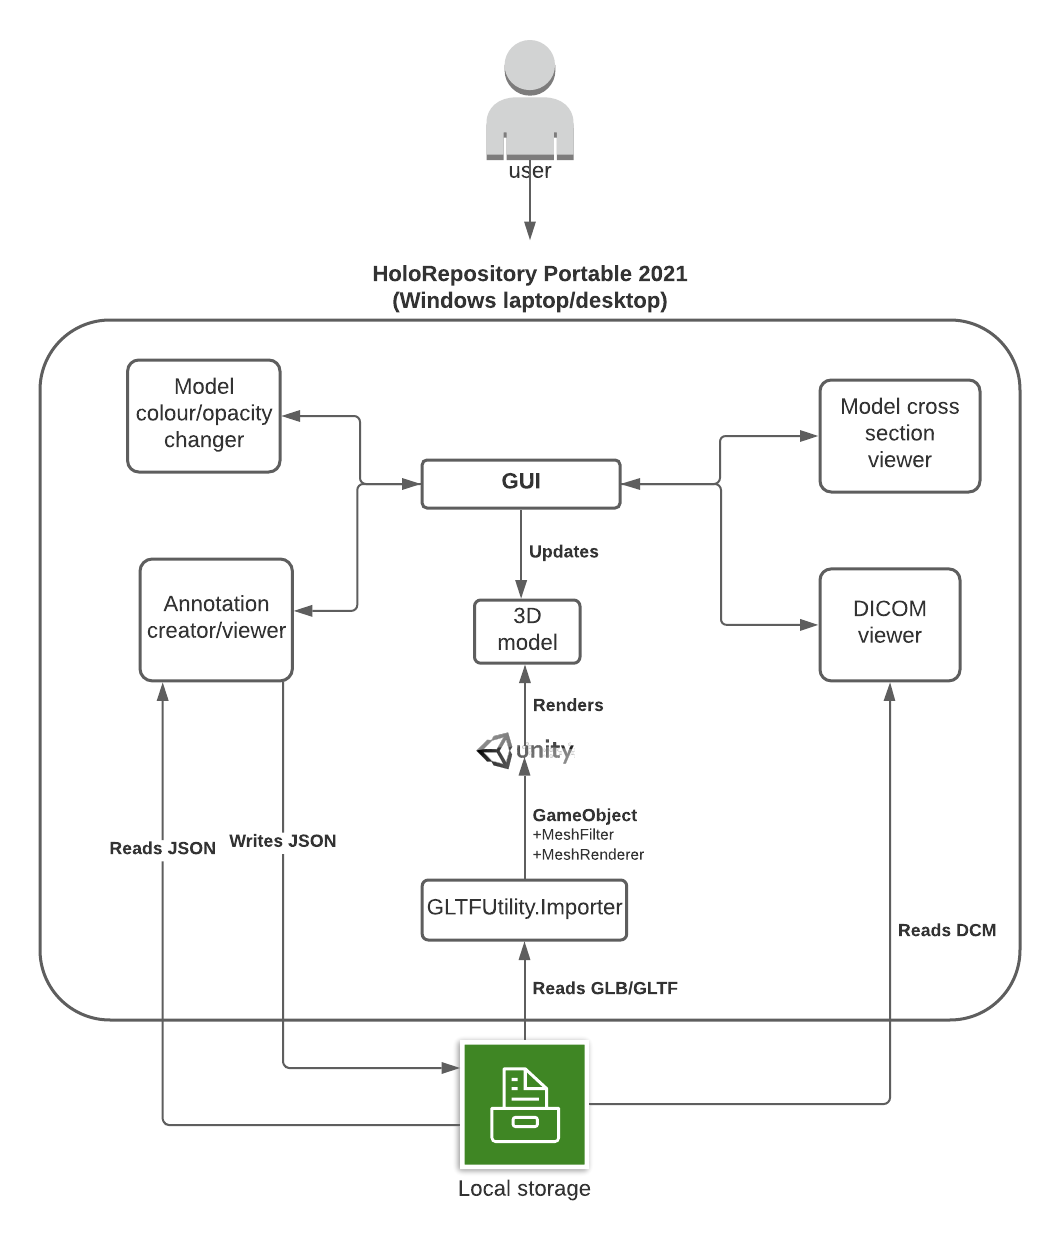 user
HoloRepository Portable 2021
(Windows laptop/desktop)
Model
colour/opacity
changer
Model cross
section
viewer
GUI
Updates
Annotation
creator/viewer
3D
model
DICOM
viewer
Renders
unity
GameObject
+MeshFilter
+MeshRenderer
Reads JSON
Writes JSON
GLTFUtility.Importer
Reads DCM
Reads GLB/GLTF
Local storage